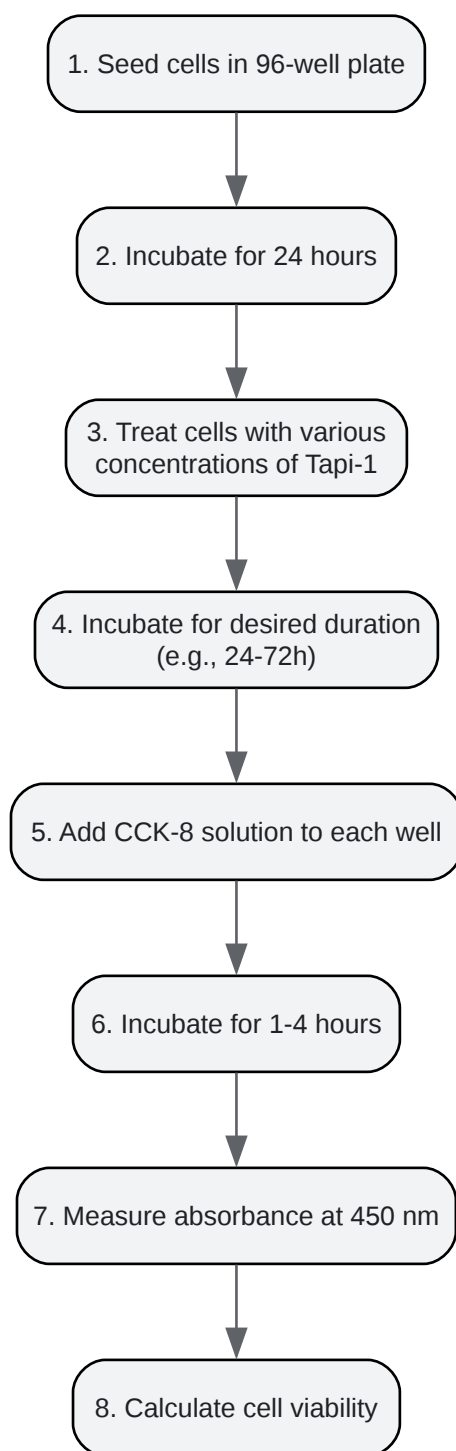 1. Seed cells in 96-well plate
2. Incubate for 24 hours
3. Treat cells with various
concentrations of Tapi-1
4. Incubate for desired duration
(e.g., 24-72h)
5. Add CCK-8 solution to each well
6. Incubate for 1-4 hours
7. Measure absorbance at 450 nm
8. Calculate cell viability